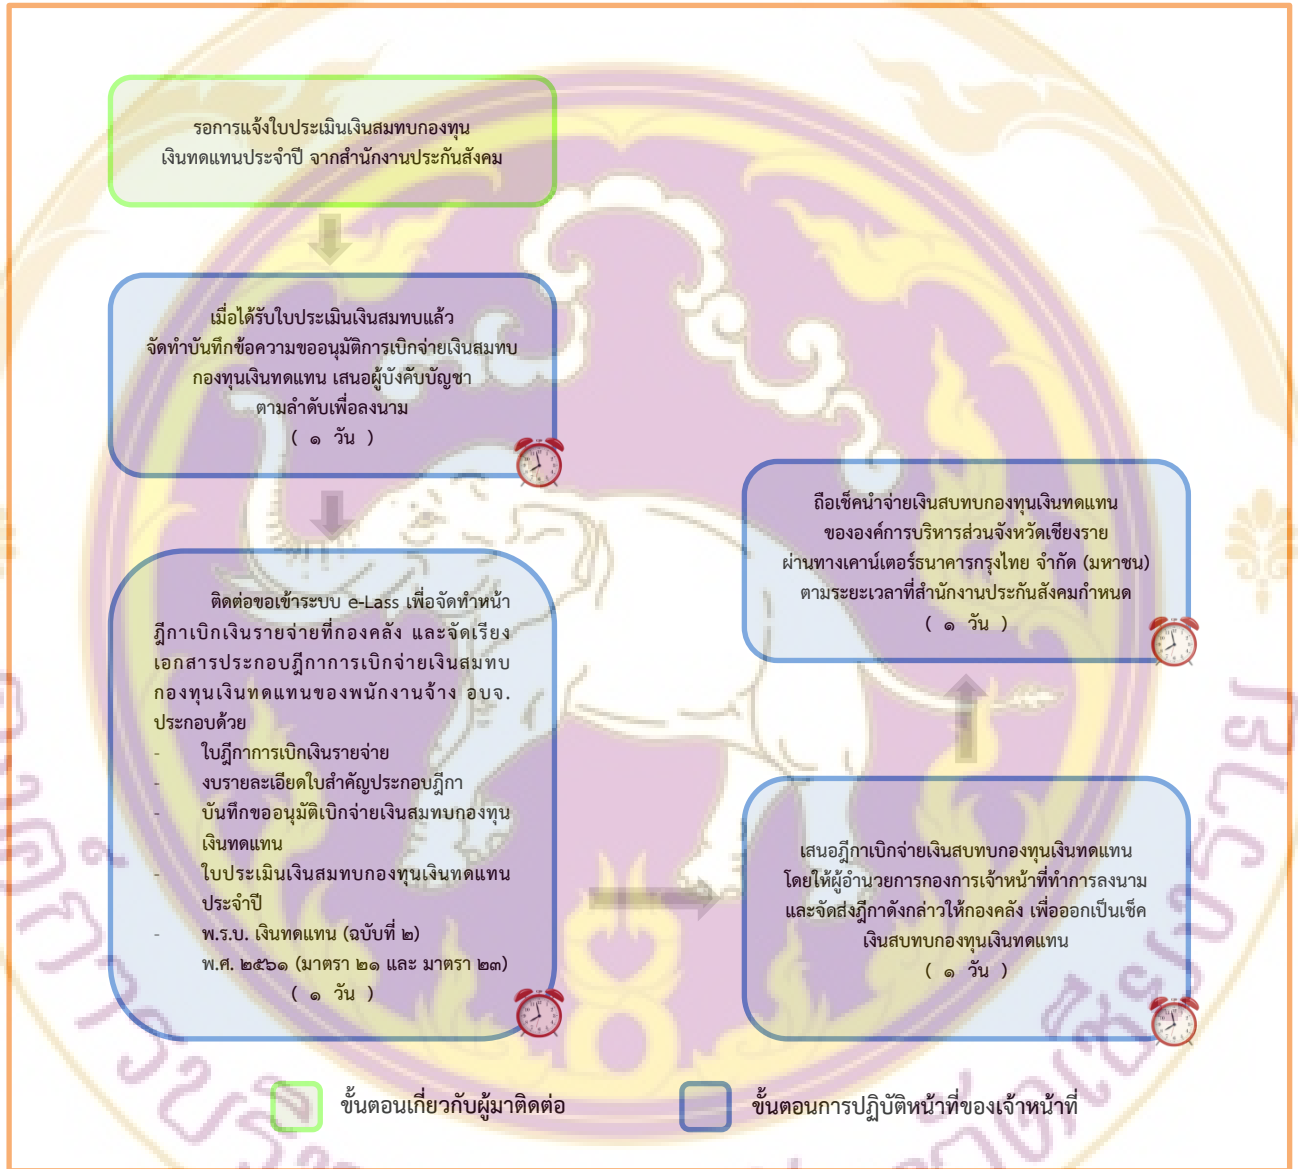 รอการแจ้งใบประเมินเงินสมทบกองทุน
เงินทดแทนประจำปี จากสำนักงานประกันสังคม
เมื่อได้รับใบประเมินเงินสมทบแล้ว
จัดทำบันทึกข้อความขออนุมัติการเบิกจ่ายเงินสมทบ
กองทุนเงินทดแทน เสนอผู้บังคับบัญชา
ตามลำดับเพื่อลงนาม
( ๑ วัน )
ติดต่อขอเข้าระบบ e-Lass เพื่อจัดทำหน้า
ฎีกาเบิกเงินรายจ่ายที่กองคลัง และจัดเรียง
เอกสารประกอบฎีกาการเบิกจ่ายเงินสมทบ
กองทุนเงินทดแทนของพนักงานจ้าง อบจ.
ประกอบด้วย
- ใบฎีกาการเบิกเงินรายจ่าย
- งบรายละเอียดใบสำคัญประกอบฎีกา
- บันทึกขออนุมัติเบิกจ่ายเงินสมทบกองทุน
เงินทดแทน
- ใบประเมินเงินสมทบกองทุนเงินทดแทน
ประจำปี
- พ.ร.บ. เงินทดแทน (ฉบับที่ ๒)
พ.ศ. ๒๕๖๑ (มาตรา ๒๑ และ มาตรา ๒๓)
( ๑ วัน )
เสนอฎีกาเบิกจ่ายเงินสบทบกองทุนเงินทดแทน
โดยให้ผู้อำนวยการกองการเจ้าหน้าที่ทำการลงนาม
และจัดส่งฎีกาดังกล่าวให้กองคลัง เพื่อออกเป็นเช็ค
เงินสบทบกองทุนเงินทดแทน
( ๑ วัน )
ถือเช็คนำจ่ายเงินสบทบกองทุนเงินทดแทน
ขององค์การบริหารส่วนจังหวัดเชียงราย
ผ่านทางเคาน์เตอร์ธนาคารกรุงไทย จำกัด (มหาชน)
ตามระยะเวลาที่สำนักงานประกันสังคมกำหนด
( ๑ วัน )
ขั้นตอนเกี่ยวกับผู้มาติดต่อ
ขั้นตอนการปฏิบัติหน้าที่ของเจ้าหน้าที่